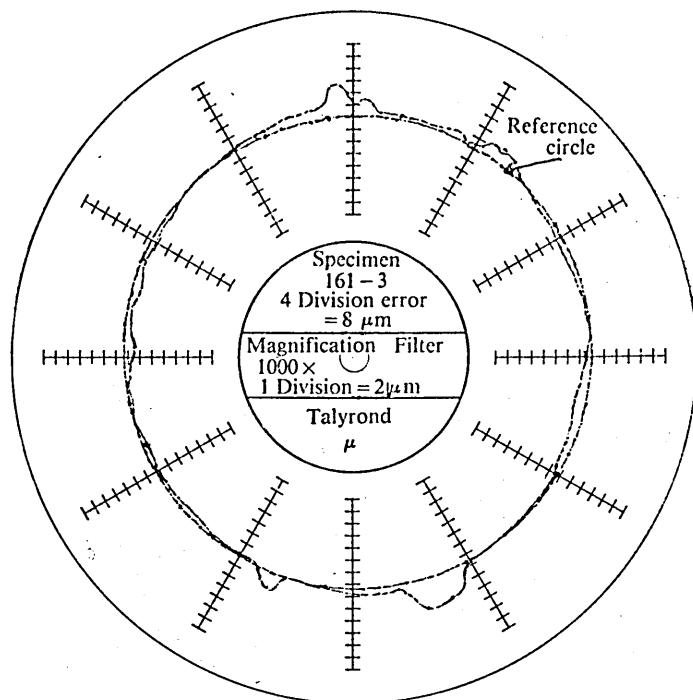 Reference
circle
Specimen
161-3
4 Division error
=8 μm
Magnification Filter
1000×
1 Division=2μm
Talyrond
μ